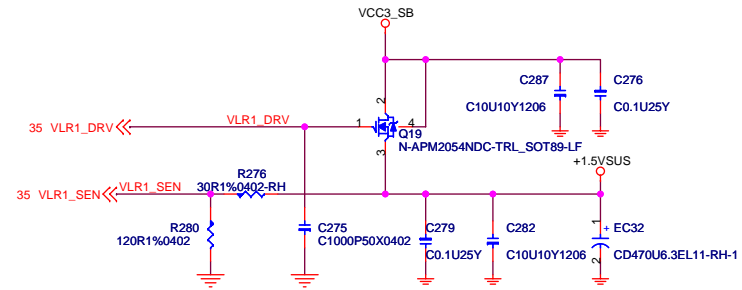 VCC3_SB
C287
C276
C10U10Y1206
C0.1U25Y
2
1
4
Q19
N-APM2054NDC-TRL_SOT89-LF
3
35 VLR1_DRV
VLR1_DRV
+1.5VSUS
R276
30R1%0402-RH
35 VLR1_SEN
VLR1_SEN
R280
120R1%0402
C275
C1000P50X0402
C279
C0.1U25Y
C282
C10U10Y1206
1
+
EC32
CD470U6.3EL11-RH-1
2